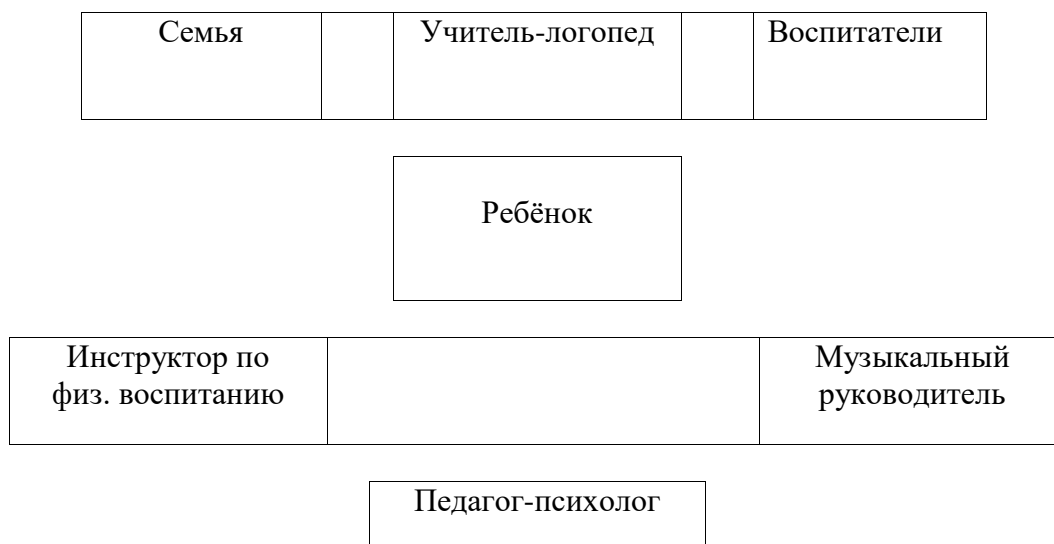 Семья
Учитель-логопед
Воспитатели
Ребёнок
Инструктор по
физ. воспитанию
Музыкальный
руководитель
Педагог-психолог